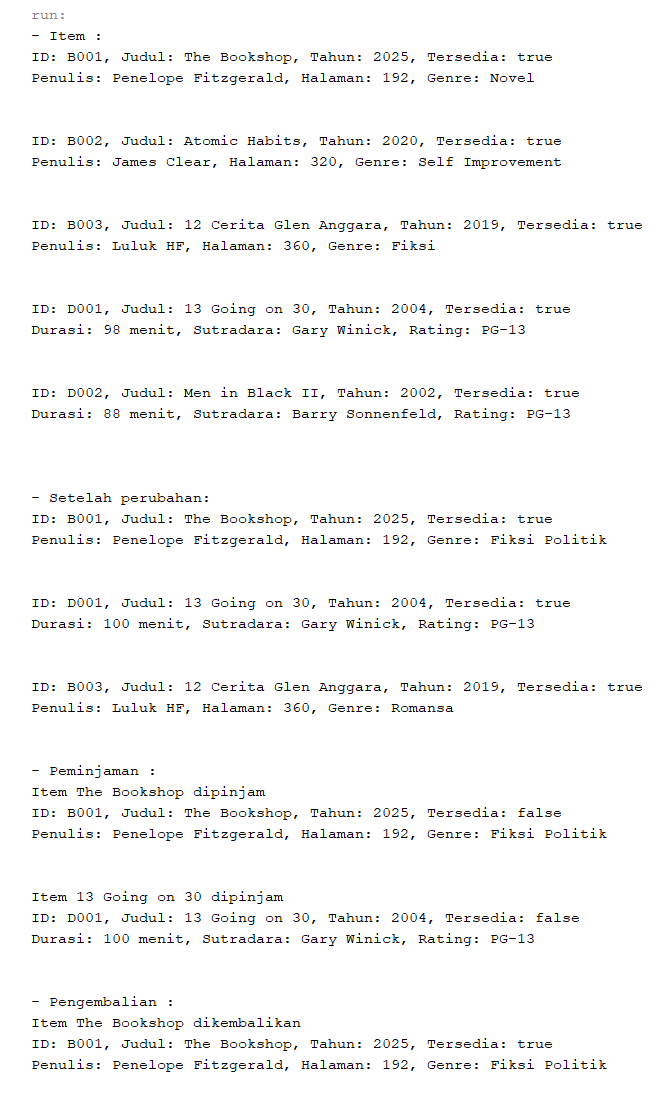 run:
- Item :
ID: B001, Judul: The Bookshop, Tahun: 2025, Tersedia: true
Penulis: Penelope Fitzgerald, Halaman: 192, Genre: Novel
ID: B002, Judul: Atomic Habits, Tahun: 2020, Tersedia: true
Penulis: James Clear, Halaman: 320, Genre: Self Improvement
ID: B003, Judul: 12 Cerita Glen Anggara, Tahun: 2019, Tersedia: true
Penulis: Luluk HF, Halaman: 360, Genre: Fiksi
ID: D001, Judul: 13 Going on 30, Tahun: 2004, Tersedia: true
Durasi: 98 menit, Sutradara: Gary Winick, Rating: PG-13
ID: D002, Judul: Men in Black II, Tahun: 2002, Tersedia: true
Durasi: 88 menit, Sutradara: Barry Sonnenfeld, Rating: PG-13
- Setelah perubahan:
ID: B001, Judul: The Bookshop, Tahun: 2025, Tersedia: true
Penulis: Penelope Fitzgerald, Halaman: 192, Genre: Fiksi Politik
ID: D001, Judul: 13 Going on 30, Tahun: 2004, Tersedia: true
Durasi: 100 menit, Sutradara: Gary Winick, Rating: PG-13
ID: B003, Judul: 12 Cerita Glen Anggara, Tahun: 2019, Tersedia: true
Penulis: Luluk HF, Halaman: 360, Genre: Romansa
- Peminjaman :
Item The Bookshop dipinjam
ID: B001, Judul: The Bookshop, Tahun: 2025, Tersedia: false
Penulis: Penelope Fitzgerald, Halaman: 192, Genre: Fiksi Politik
Item 13 Going on 30 dipinjam
ID: D001, Judul: 13 Going on 30, Tahun: 2004, Tersedia: false
Durasi: 100 menit, Sutradara: Gary Winick, Rating: PG-13
- Pengembalian :
Item The Bookshop dikembalikan
ID: B001, Judul: The Bookshop, Tahun: 2025, Tersedia: true
Penulis: Penelope Fitzgerald, Halaman: 192, Genre: Fiksi Politik